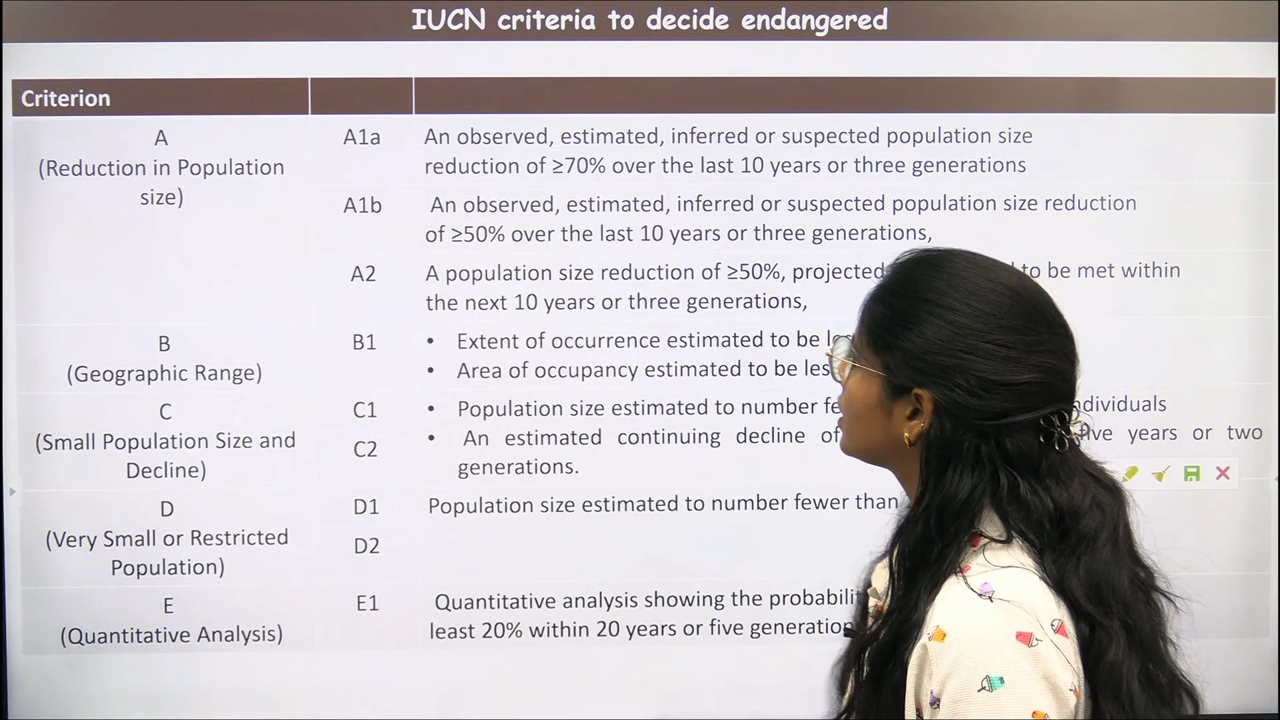 IUCN criteria to decide endangered
Criterion
A
(Reduction in Population
size)
A1a
An observed, estimated, inferred or suspected population size
reduction of ≥70% over the last 10 years or three generations
A1b
An observed, estimated, inferred or suspected population size reduction
of ≥50% over the last 10 years or three generations,
A2
A population size reduction of ≥50%, projected to be met within
the next 10 years or three generations,
B
(Geographic Range)
B1
• Extent of occurrence estimated to be
• Area of occupancy estimated to be
C
(Small Population Size and
Decline)
C1
• Population size estimated to number
C2
• An estimated continuing decline of five years or two
generations.
D
(Very Small or Restricted
Population)
D1
Population size estimated to number fewer than
D2
E
(Quantitative Analysis)
E1
Quantitative analysis showing the
least 20% within 20 years or five